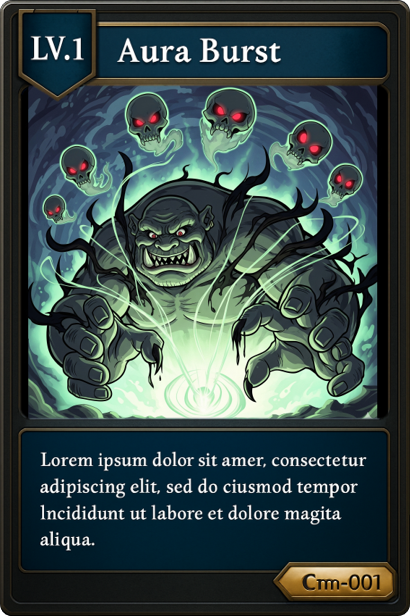 LV.1
Aura Burst
Lorem ipsum dolor sit amer, consectetur
adipiscing elit, sed do ciusmod tempor
Incididunt ut labore et dolore magita
aliqua.
Crm-001